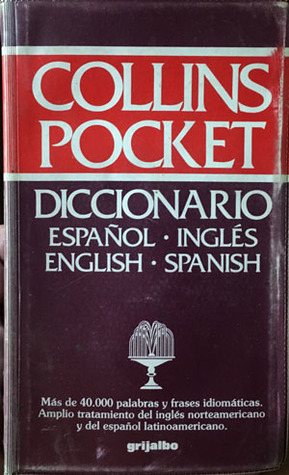 COLLINS
POCKET
DICCIONARIO
ESPAÑOL · INGLÉS
ENGLISH · SPANISH
Más de 40.000 palabras y frases idiomáticas.
Amplio tratamiento del inglés norteamericano
y del español latinoamericano.
grijalbo